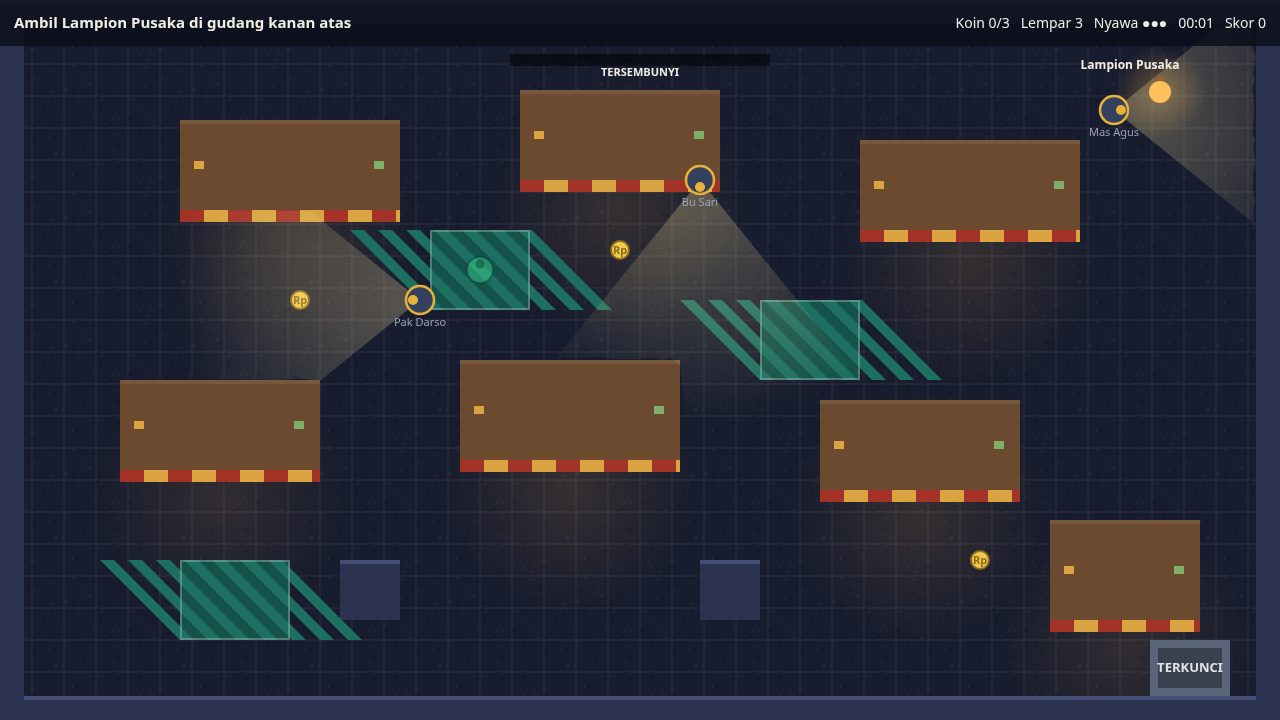 Ambil Lampion Pusaka di gudang kanan atas
Koin 0/3 Lempar 3 Nyawa ●●● 00:01 Skor 0
TERSEMBUNYI
Lampion Pusaka
Mas Agus
Bu Sari
Rp
Rp
Pak Darso
Rp
TERKUNCI